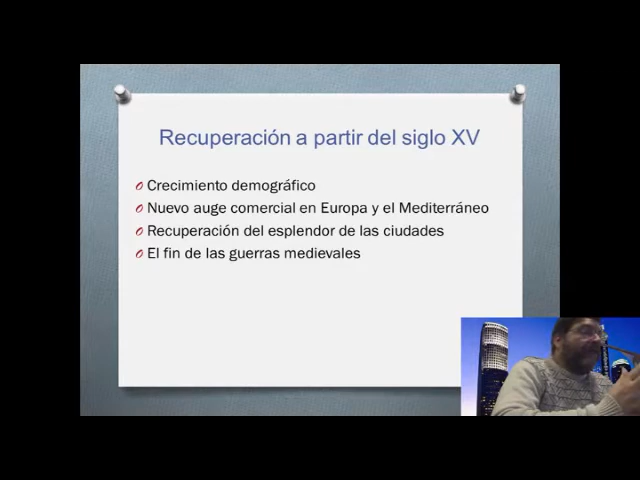 Recuperación a partir del siglo XV
Crecimiento demográfico
Nuevo auge comercial en Europa y el Mediterráneo
Recuperación del esplendor de las ciudades
El fin de las guerras medievales